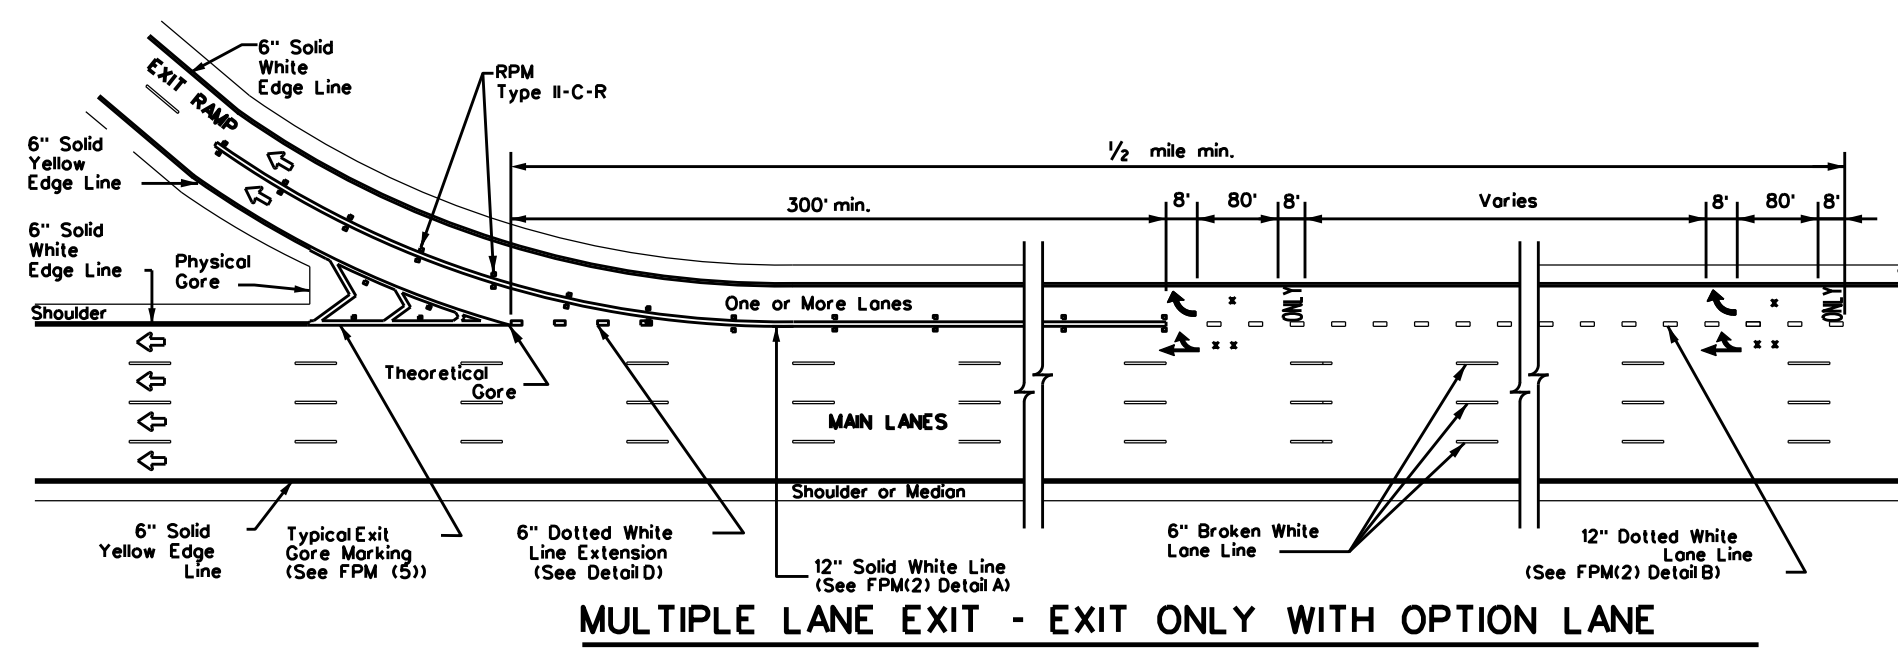 6" Solid
White
Edge Line
EXIT RAMP
RPM
Type II-C-R
6" Solid
Yellow
Edge Line
½ mile min.
300' min.
8'
80'
8'
Varies
8'
80'
8'
6" Solid
White
Edge Line
Physical
Gore
Shoulder
One or More Lanes
x
ONLY
x
ONLY
x x
x x
Theoretical
Gore
MAIN LANES
Shoulder or Median
6" Solid
Yellow Edge
Line
Typical Exit
Gore Marking
(See FPM (5))
6" Dotted White
Line Extension
(See Detail D)
12" Solid White Line
(See FPM(2) Detail A)
6" Broken White
Lane Line
12" Dotted White
Lane Line
(See FPM(2) Detail B)
MULTIPLE LANE EXIT - EXIT ONLY WITH OPTION LANE